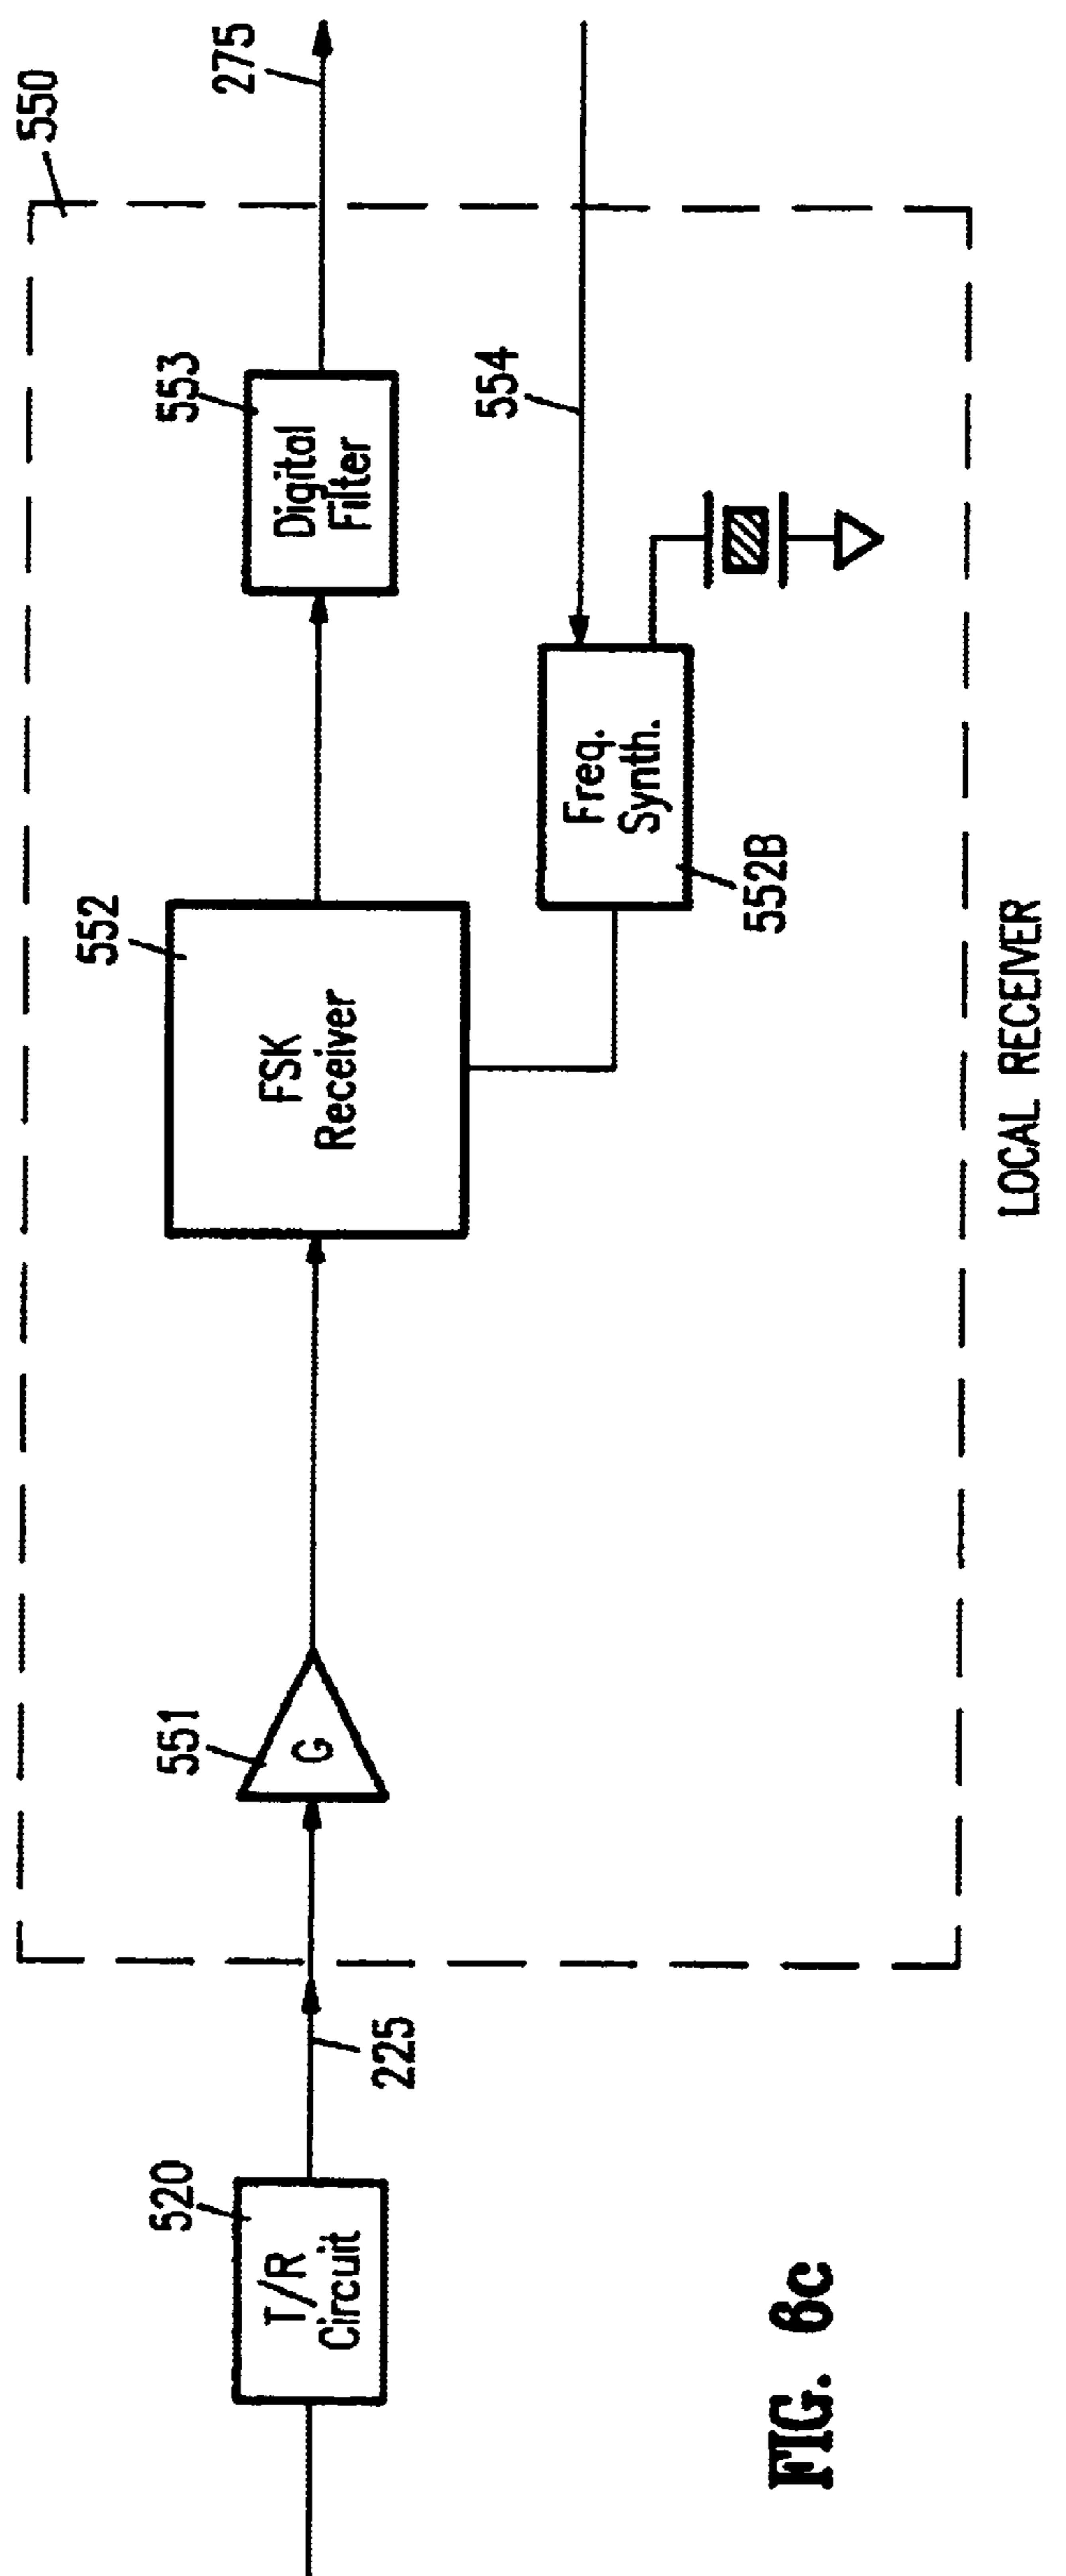 550
275
553
Digital
Filter
554
552
FSK
Receiver
Freq.
Synth.
552B
551
G
225
520
T/R
Circuit
LOCAL RECEIVER
FIG. 6c